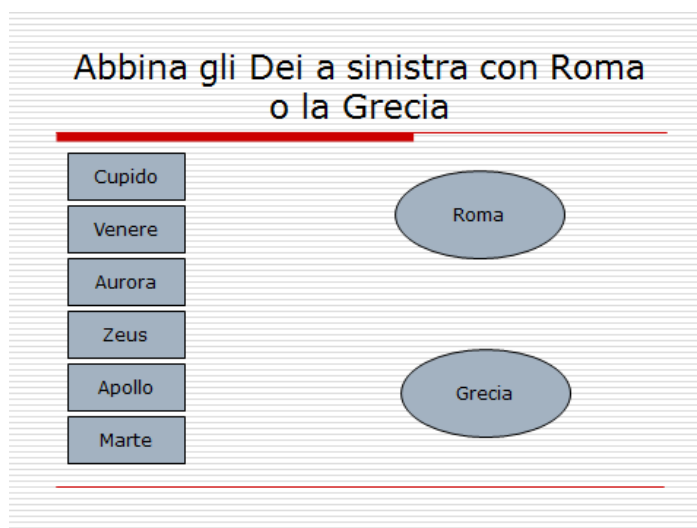 Abbina gli Dei a sinistra con Roma
o la Grecia
Cupido
Venere
Aurora
Zeus
Apollo
Marte
Roma
Grecia